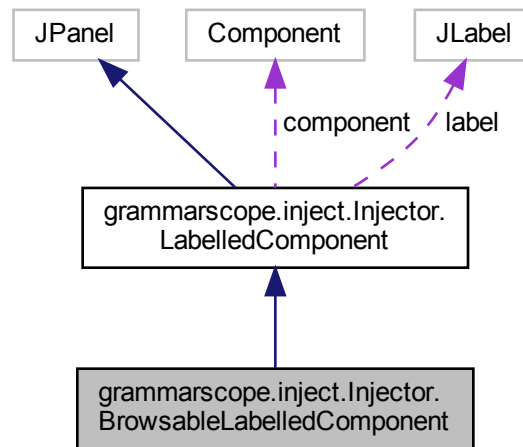 JPanel
Component
JLabel
component
label
grammarscope.inject.Injector.
LabelledComponent
grammarscope.inject.Injector.
BrowsableLabelledComponent